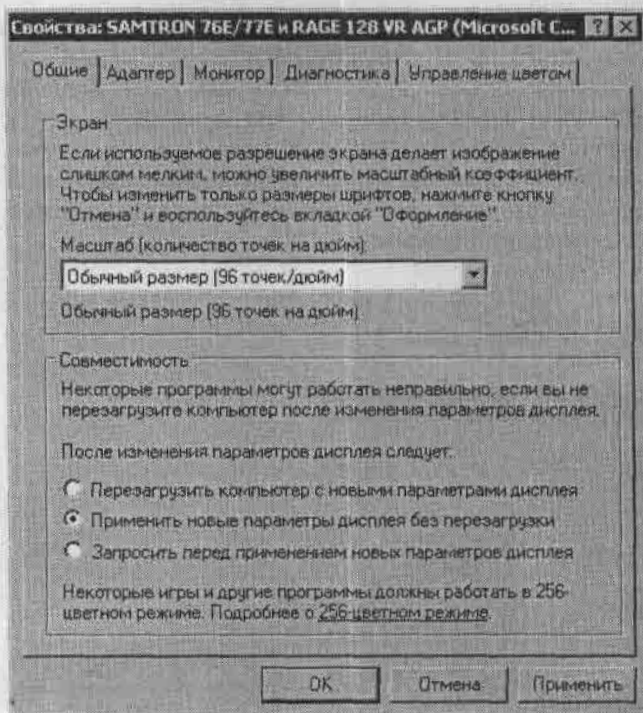 Свойства: SAMTRON 76E/77E и RAGE 128 VR AGP (Microsoft C...
Общие Адаптер Монитор Диагностика Управление цветом
Экран
Если используемое разрешение экрана делает изображение
слишком мелким, можно увеличить масштабный коэффициент.
Чтобы изменить только размеры шрифтов, нажмите кнопку
"Отмена" и воспользуйтесь вкладкой "Оформление".
Масштаб (количество точек на дюйм):
Обычный размер (96 точек/дюйм)
Обычный размер (96 точек на дюйм)
Совместимость
Некоторые программы могут работать неправильно, если вы не
перезагрузите компьютер после изменения параметров дисплея.
После изменения параметров дисплея следует:
Перезагрузить компьютер с новыми параметрами дисплея
Применить новые параметры дисплея без перезагрузки
Запросить перед применением новых параметров дисплея
Некоторые игры и другие программы должны работать в 256-
цветном режиме. Подробнее о 256-цветном режиме.
ОК Отмена Применить